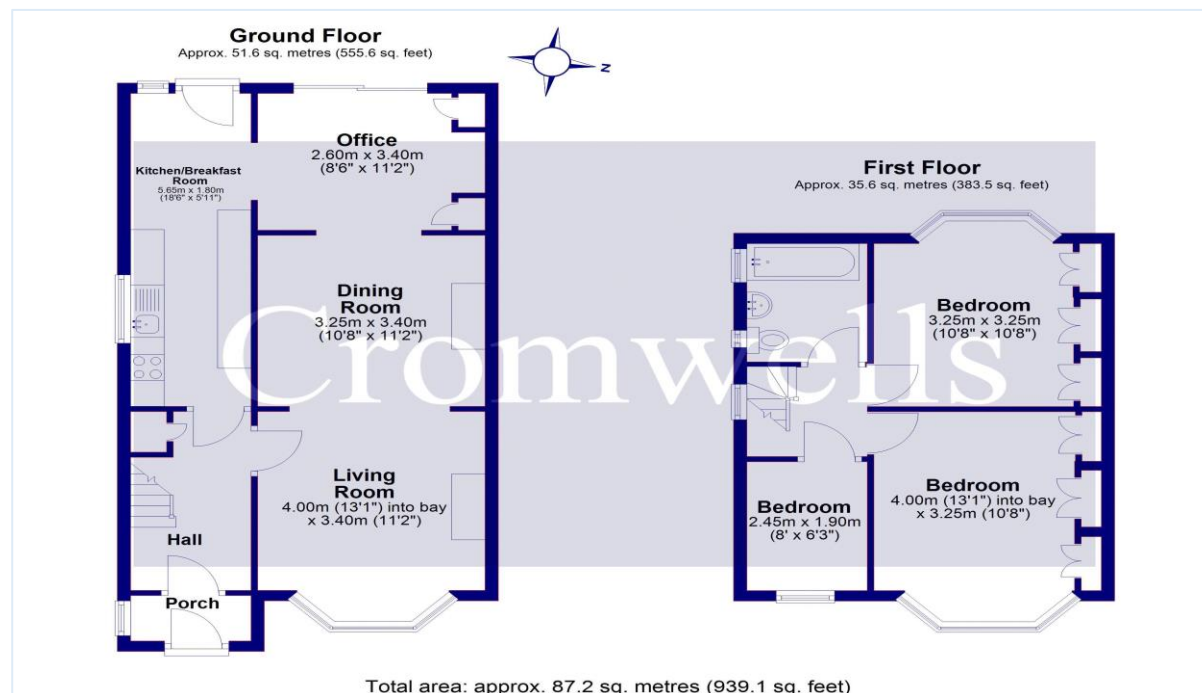 Ground Floor
Approx. 51.6 sq. metres (555.6 sq. feet)
N
Office
2.60m x 3.40m
(8'6" x 11'2")
Kitchen/Breakfast
Room
5.65m x 1.80m
(18'6" x 5'11")
Dining
Room
3.25m x 3.40m
(10'8" x 11'2")
Living
Room
4.00m (13'1") into bay
x 3.40m (11'2")
Hall
Porch
First Floor
Approx. 35.6 sq. metres (383.5 sq. feet)
Bedroom
3.25m x 3.25m
(10'8" x 10'8")
Bedroom
4.00m (13'1") into bay
x 3.25m (10'8")
Bedroom
2.45m x 1.90m
(8' x 6'3")
Cromwells
Total area: approx. 87.2 sq. metres (939.1 sq. feet)